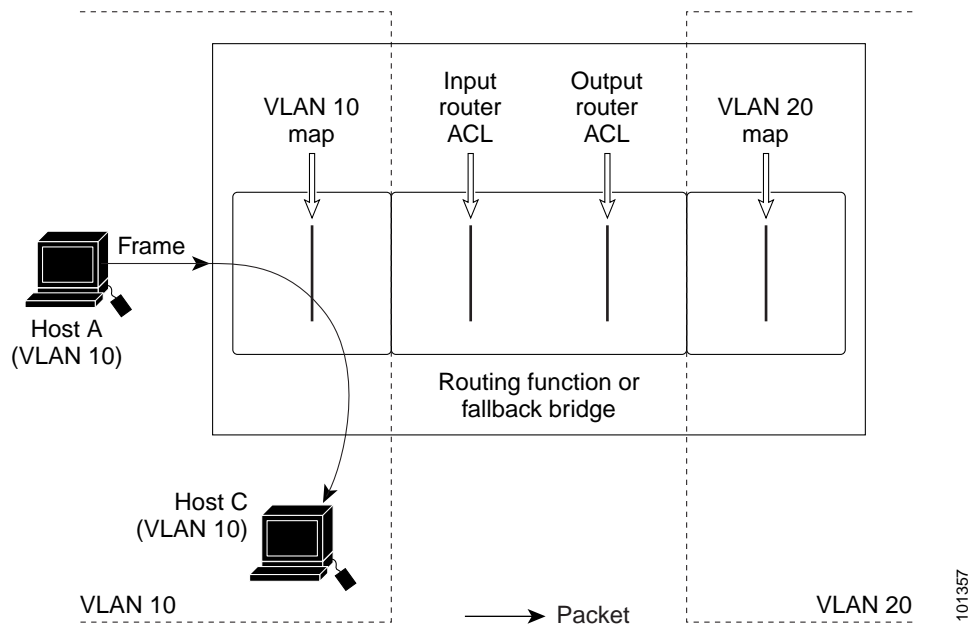 VLAN 10
map
Input
router
ACL
Output
router
ACL
VLAN 20
map
Frame
Host A
(VLAN 10)
Routing function or
fallback bridge
Host C
(VLAN 10)
VLAN 10
Packet
VLAN 20
101357